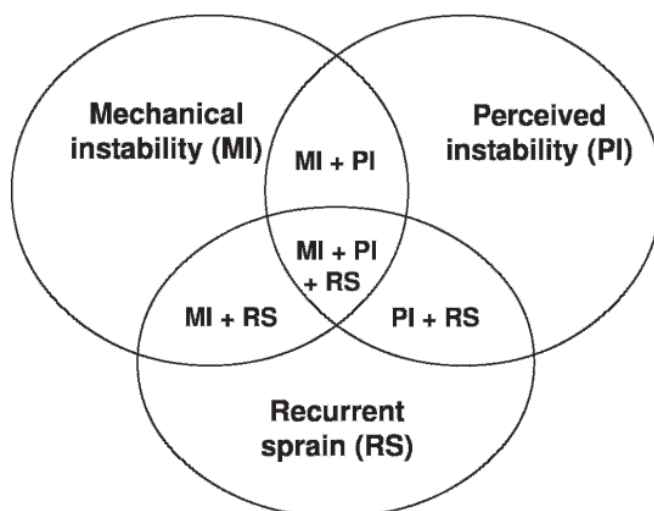 Mechanical
instability (MI)
Perceived
instability (PI)
MI + PI
MI + PI
+ RS
MI + RS
PI + RS
Recurrent
sprain (RS)